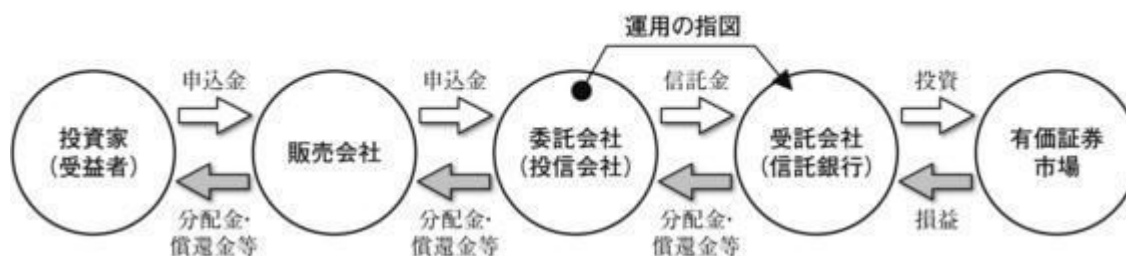 運用の指図
申込金
申込金
信託金
投資
投資家
(受益者)
販売会社
委託会社
(投信会社)
受託会社
(信託銀行)
有価証券
市場
分配金・
償還金等
分配金・
償還金等
分配金・
償還金等
損益